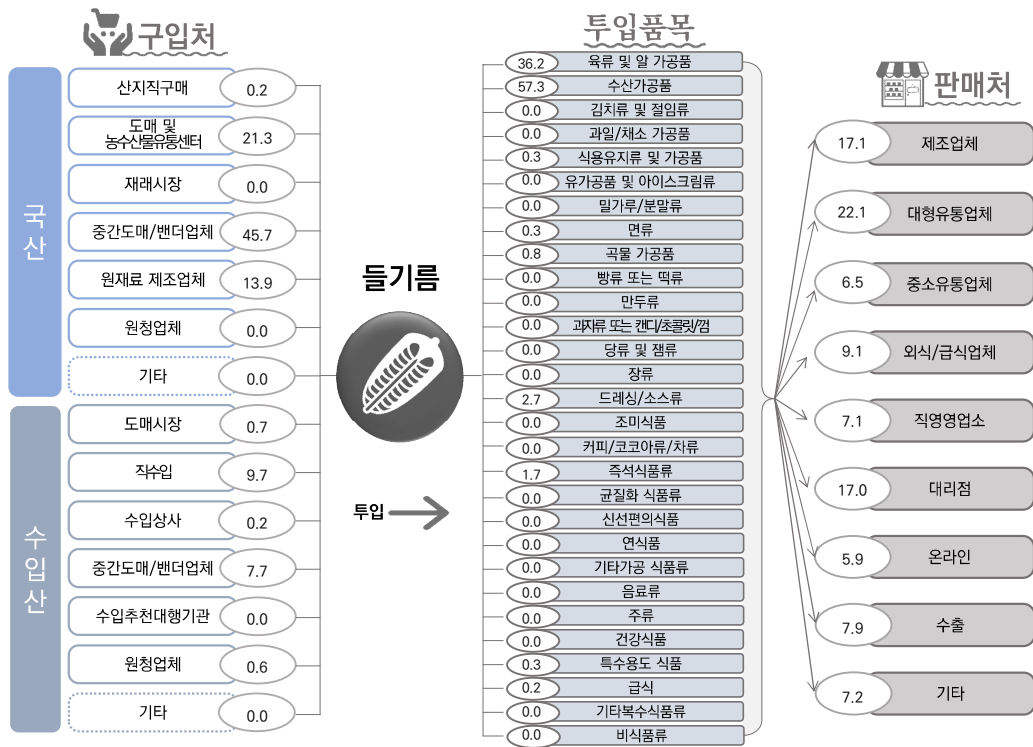 구입처
국산
산지직구매 0.2
도매 및
농수산물유통센터 21.3
재래시장 0.0
중간도매/밴더업체 45.7
원재료 제조업체 13.9
원청업체 0.0
기타 0.0
수입산
도매시장 0.7
직수입 9.7
수입상사 0.2
중간도매/밴더업체 7.7
수입추천대행기관 0.0
원청업체 0.6
기타 0.0
들기름
투입
투입품목
36.2 육류 및 알 가공품
57.3 수산가공품
0.0 김치류 및 절임류
0.0 과일/채소 가공품
0.3 식용유지류 및 가공품
0.0 유가공품 및 아이스크림류
0.0 밀가루/분말류
0.3 면류
0.8 곡물 가공품
0.0 빵류 또는 떡류
0.0 만두류
0.0 과자류 또는 캔디/초콜릿/껌
0.0 당류 및 잼류
0.0 장류
2.7 드레싱/소스류
0.0 조미식품
0.0 커피/코코아류/차류
1.7 즉석식품류
0.0 균질화 식품류
0.0 신선편의식품
0.0 연식품
0.0 기타가공 식품류
0.0 음료류
0.0 주류
0.0 건강식품
0.3 특수용도 식품
0.2 급식
0.0 기타복수식품류
0.0 비식품류
판매처
17.1 제조업체
22.1 대형유통업체
6.5 중소유통업체
9.1 외식/급식업체
7.1 직영영업소
17.0 대리점
5.9 온라인
7.9 수출
7.2 기타